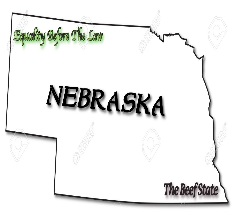 Equality Before The Law
NEBRASKA
The Beef State